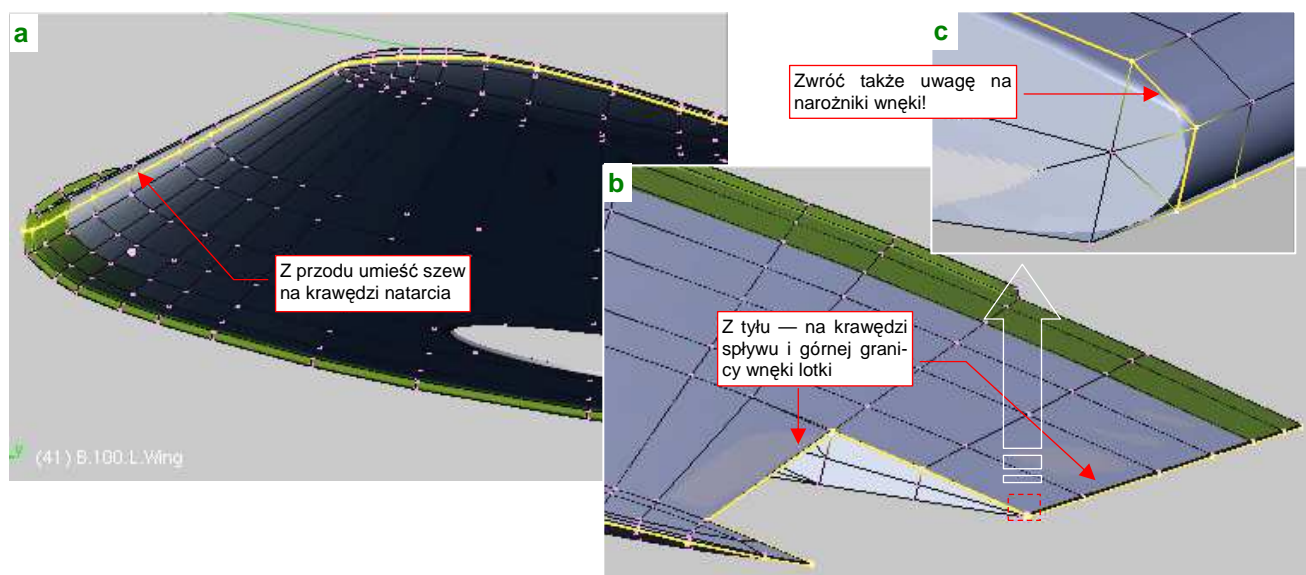 a
Z przodu umieść szew
na krawędzi natarcia
y
(41) B.100.L.Wing
b
Z tyłu — na krawędzi
spływu i górnej grani-
cy wnęki lotki
c
Zwróć także uwagę na
narożniki wnęki!